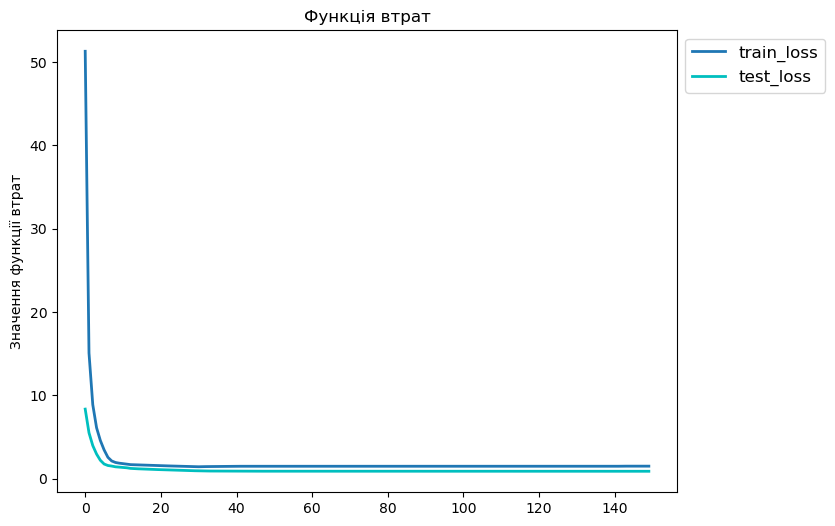 Функція втрат
train_loss
test_loss
Значення функції втрат
50
40
30
20
10
0
0 20 40 60 80 100 120 140